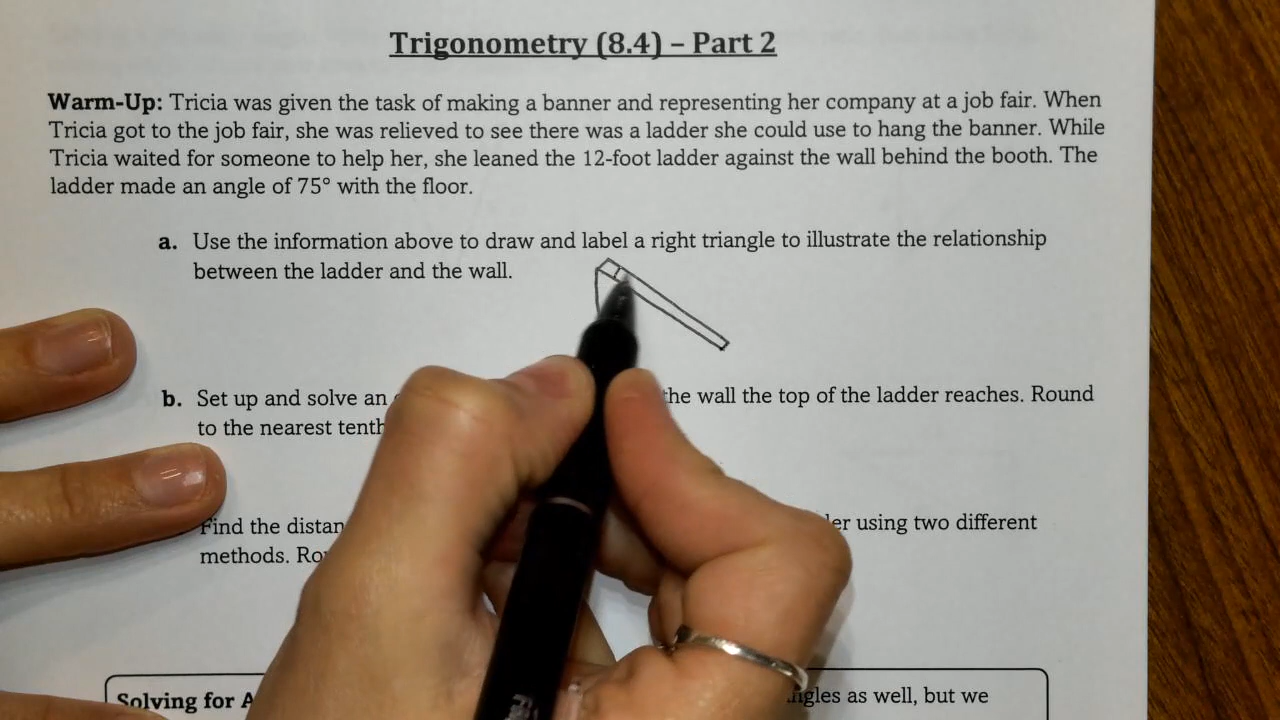 Trigonometry (8.4) – Part 2
Warm-Up: Tricia was given the task of making a banner and representing her company at a job fair. When
Tricia got to the job fair, she was relieved to see there was a ladder she could use to hang the banner. While
Tricia waited for someone to help her, she leaned the 12-foot ladder against the wall behind the booth. The
ladder made an angle of 75° with the floor.
a. Use the information above to draw and label a right triangle to illustrate the relationship
between the ladder and the wall.
b. Set up and solve an the wall the top of the ladder reaches. Round
to the nearest tenth
Find the distan using two different
methods.
Solving for as well, but we